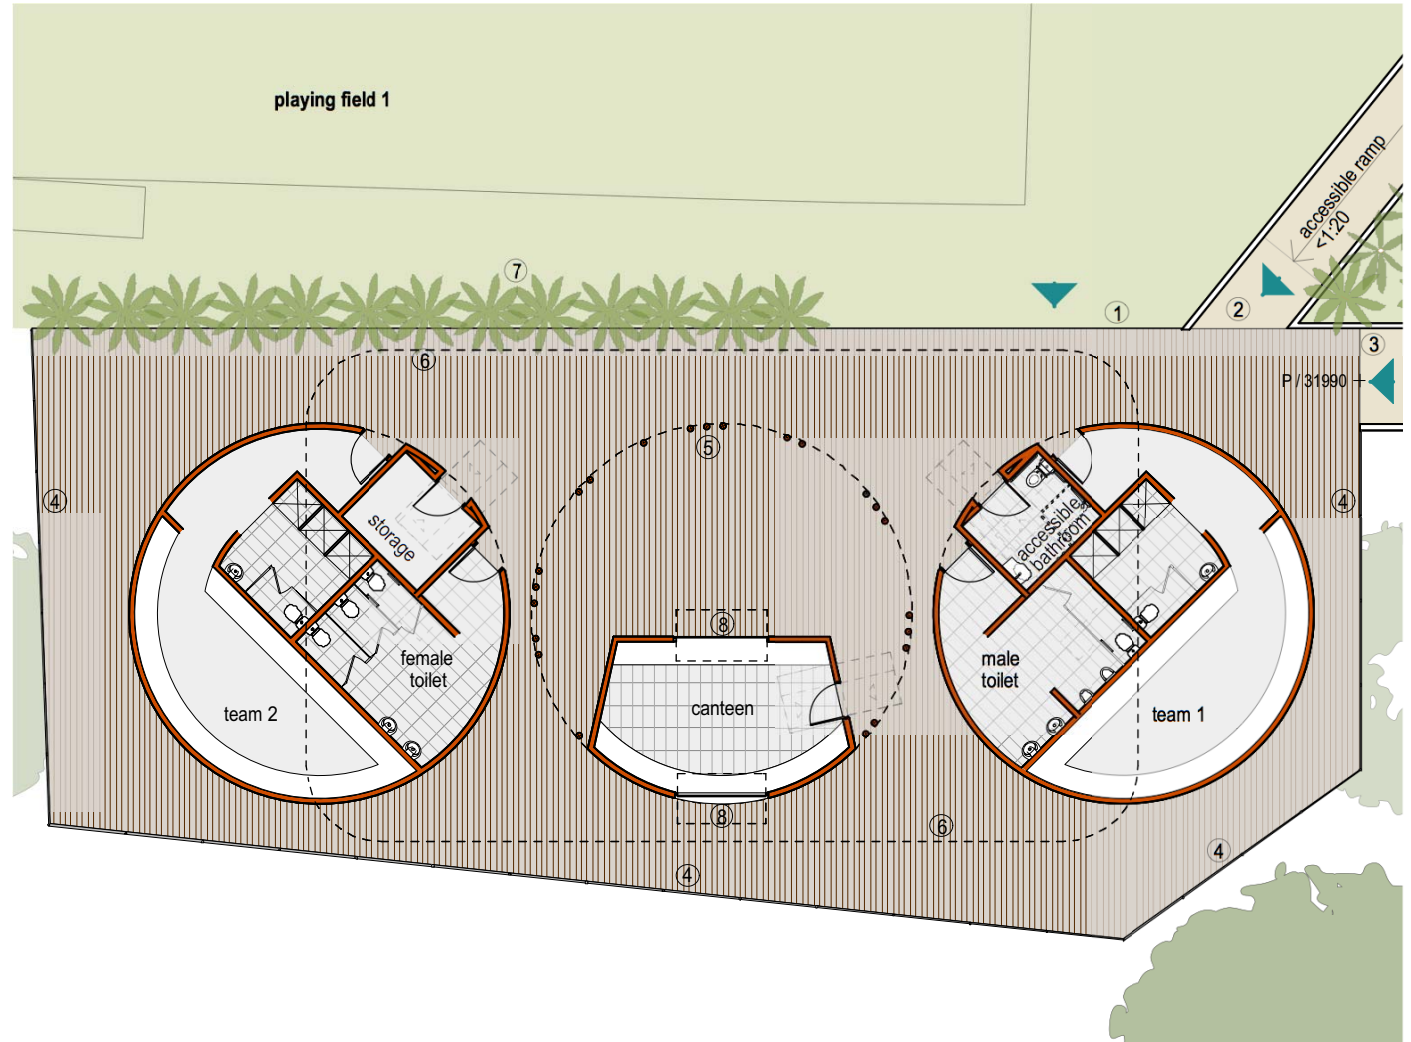 playing field 1
accessible ramp
<1:20
7
1
2
3
6
P / 31990
5
4
4
storage
accessible
bathroom
8
female
toilet
male
toilet
canteen
team 2
team 1
8
6
4
4